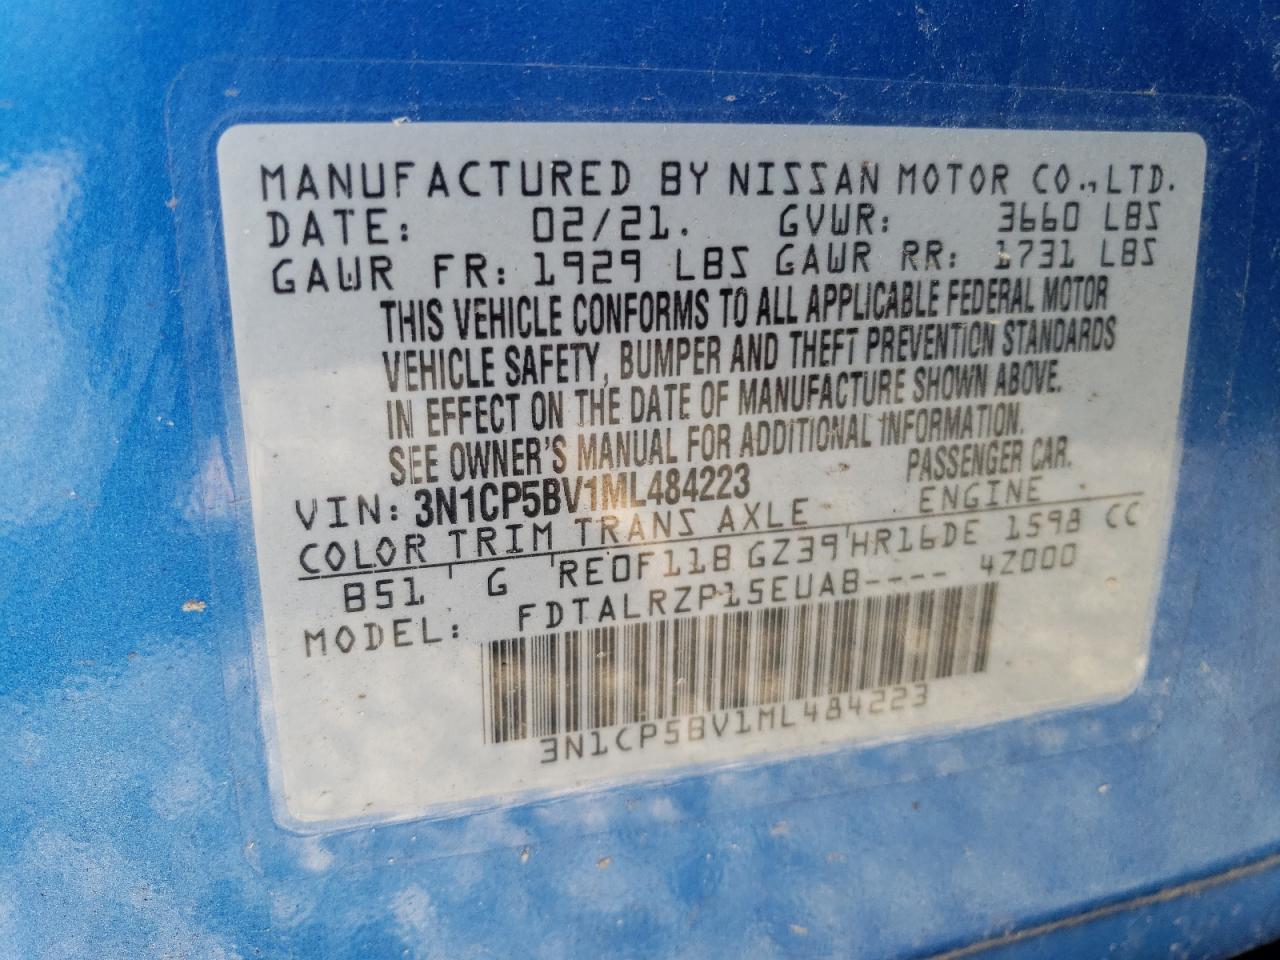 MANUFACTURED BY NISSAN MOTOR CO.,LTD.
DATE: 02/21. GVWR: 3660 LBS
GAWR FR: 1929 LBS GAWR RR: 1731 LBS
THIS VEHICLE CONFORMS TO ALL APPLICABLE FEDERAL MOTOR
VEHICLE SAFETY, BUMPER AND THEFT PREVENTION STANDARDS
IN EFFECT ON THE DATE OF MANUFACTURE SHOWN ABOVE.
SEE OWNER'S MANUAL FOR ADDITIONAL INFORMATION.
VIN: 3N1CP5BV1ML484223 PASSENGER CAR.
COLOR TRIM TRANS AXLE ENGINE
B51 G RE0F11B GZ39 HR16DE 1598 CC
MODEL: FDTALRZP15EUA8---- 4Z000
3N1CP5BV1ML484223